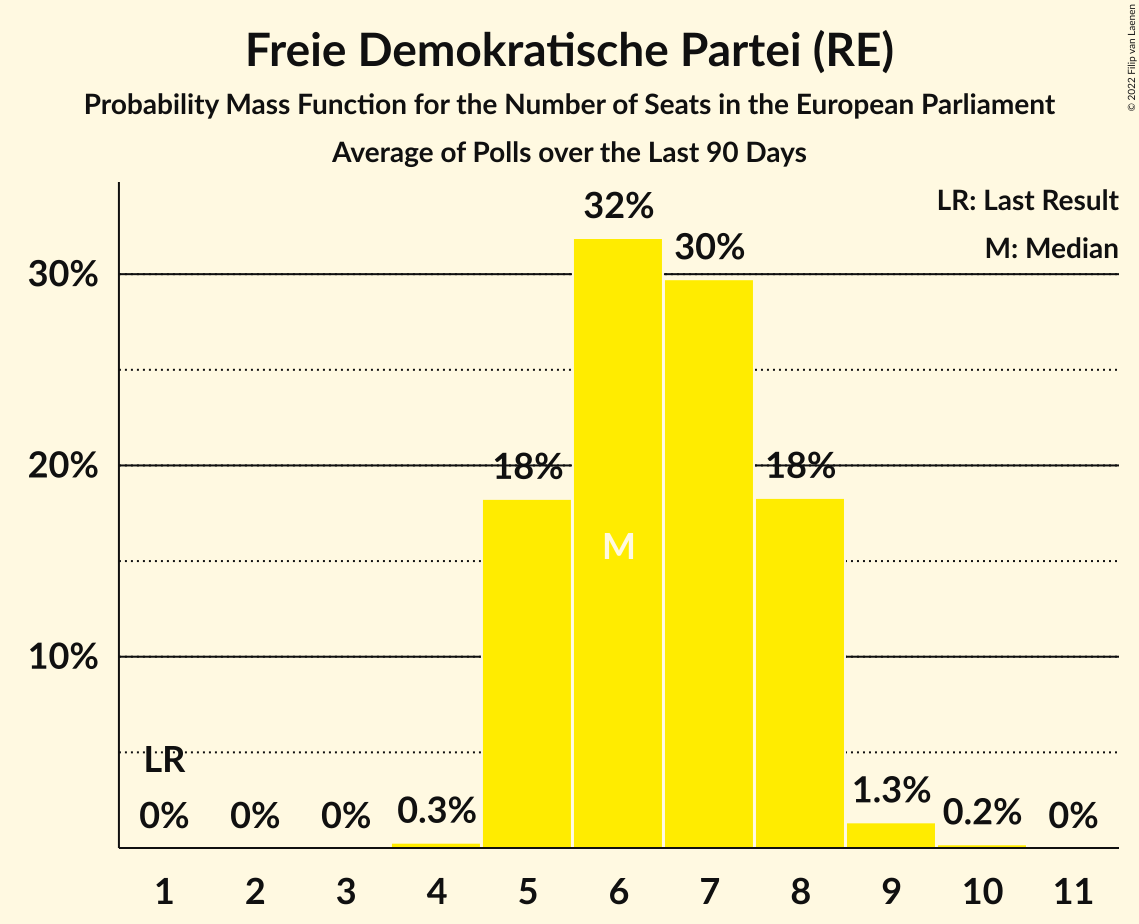 Freie Demokratische Partei (RE)
Probability Mass Function for the Number of Seats in the European Parliament
Average of Polls over the Last 90 Days
© 2022 Filip van Laenen
LR: Last Result
M: Median
32%
30%
30%
20%
18%
18%
M
10%
LR
0%
0%
0%
0.3%
1.3%
0.2%
0%
1 2 3 4 5 6 7 8 9 10 11